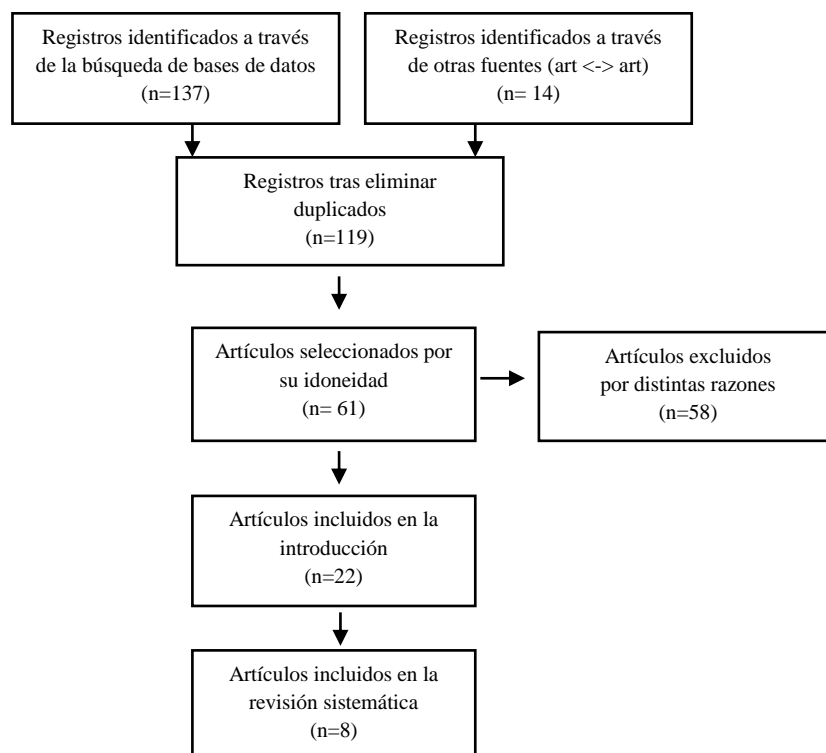 Registros identificados a través
de la búsqueda de bases de datos
(n=137)
Registros identificados a través
de otras fuentes (art <-> art)
(n= 14)
Registros tras eliminar
duplicados
(n=119)
Artículos seleccionados por
su idoneidad
(n= 61)
Artículos excluidos
por distintas razones
(n=58)
Artículos incluidos en la
introducción
(n=22)
Artículos incluidos en la
revisión sistemática
(n=8)